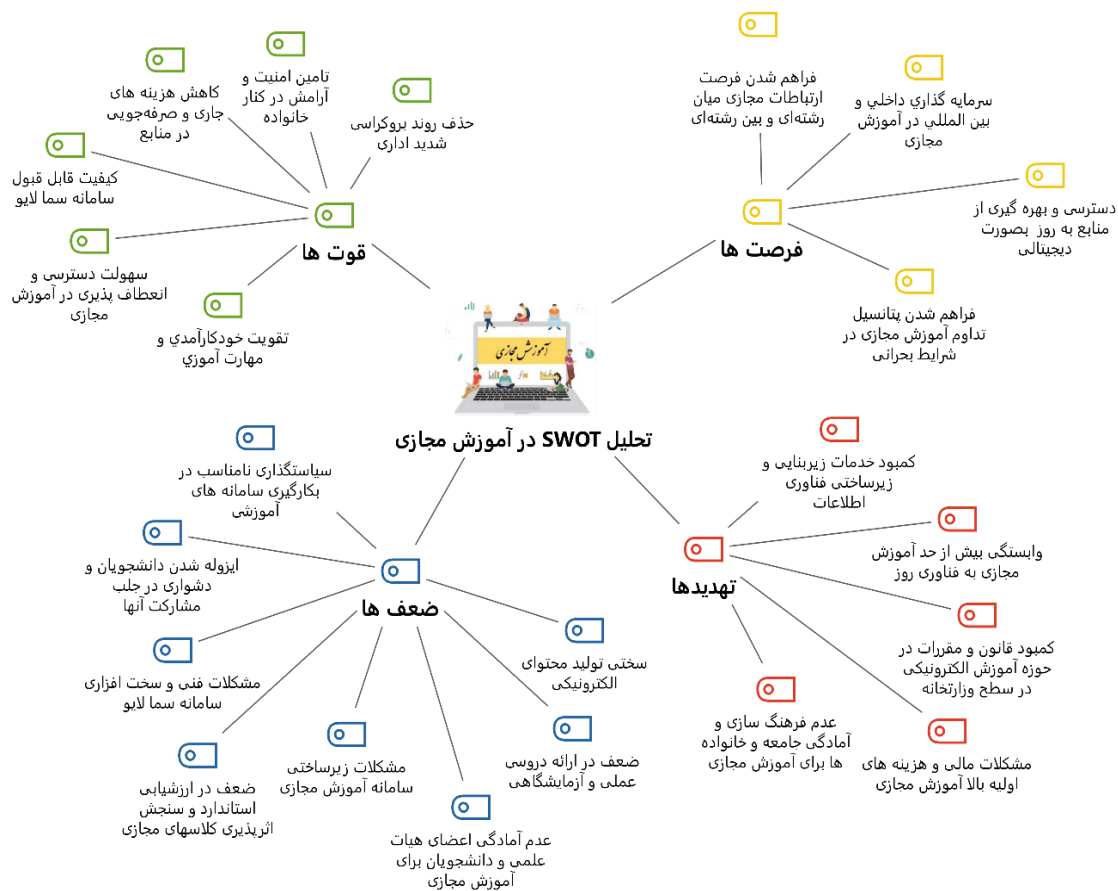 تامین امنیت و
آرامش در کنار
خانواده
کاهش هزینه های
جاری و صرفه‌جویی
در منابع
حذف روند بروکراسی
شدید اداری
کیفیت قابل قبول
سامانه سما لایو
سهولت دسترسی و
انعطاف پذیری در آموزش
مجازی
تقویت خودکارآمدي و
مهارت آموزي
قوت ها
فراهم شدن فرصت
ارتباطات مجازی میان
رشته‌ای و بین رشته‌ای
سرمایه گذاري داخلي و
بین المللي در آموزش
مجازی
دسترسی و بهره گیری از
منابع به روز بصورت
دیجیتالی
فراهم شدن پتانسیل
تداوم آموزش مجازی در
شرایط بحرانی
فرصت ها
آموزش مجازی
تحلیل SWOT در آموزش مجازی
سیاستگذاری نامناسب در
بکارگیری سامانه های
آموزشی
ایزوله شدن دانشجویان و
دشواری در جلب
مشارکت آنها
ضعف ها
مشکلات فنی و سخت افزاری
سامانه سما لایو
ضعف در ارزشیابی
استاندارد و سنجش
اثرپذیری کلاسهای مجازی
مشکلات زیرساختی
سامانه آموزش مجازی
عدم آمادگی اعضای هیات
علمی و دانشجویان برای
آموزش مجازی
ضعف در ارائه دروسی
عملی و آزمایشگاهی
سختی تولید محتوای
الکترونیکی
کمبود خدمات زیربنایی و
زیرساختی فناوری
اطلاعات
وابستگی بیش از حد آموزش
مجازی به فناوری روز
تهدیدها
کمبود قانون و مقررات در
حوزه آموزش الکترونیکی
در سطح وزارتخانه
عدم فرهنگ سازی و
آمادگی جامعه و خانواده
ها برای آموزش مجازی
مشکلات مالی و هزینه های
اولیه بالا آموزش مجازی